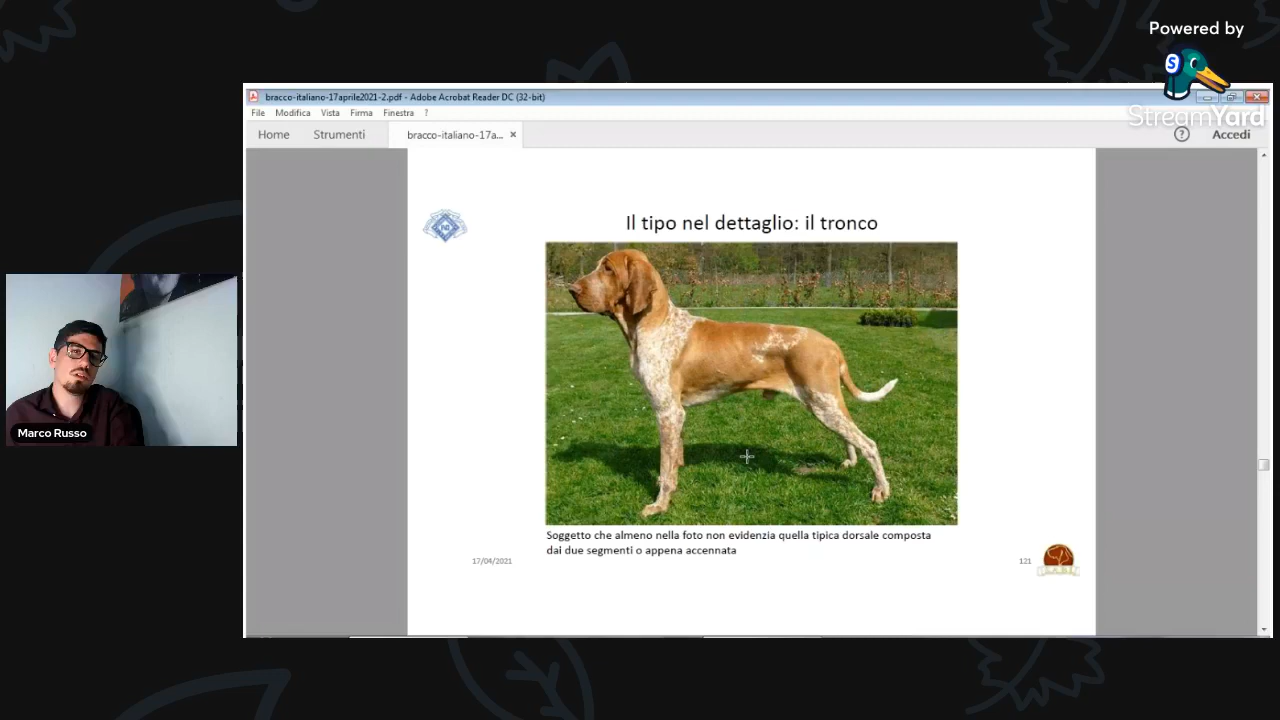 Powered by
StreamYard
bracco-italiano-17aprile2021-2.pdf - Adobe Acrobat Reader DC (32-bit)
File Modifica Vista Firma Finestra ?
Home Strumenti bracco-italiano-17a... × ? Accedi
Il tipo nel dettaglio: il tronco
Marco Russo
Soggetto che almeno nella foto non evidenzia quella tipica dorsale composta
dai due segmenti o appena accennata
17/04/2021
121